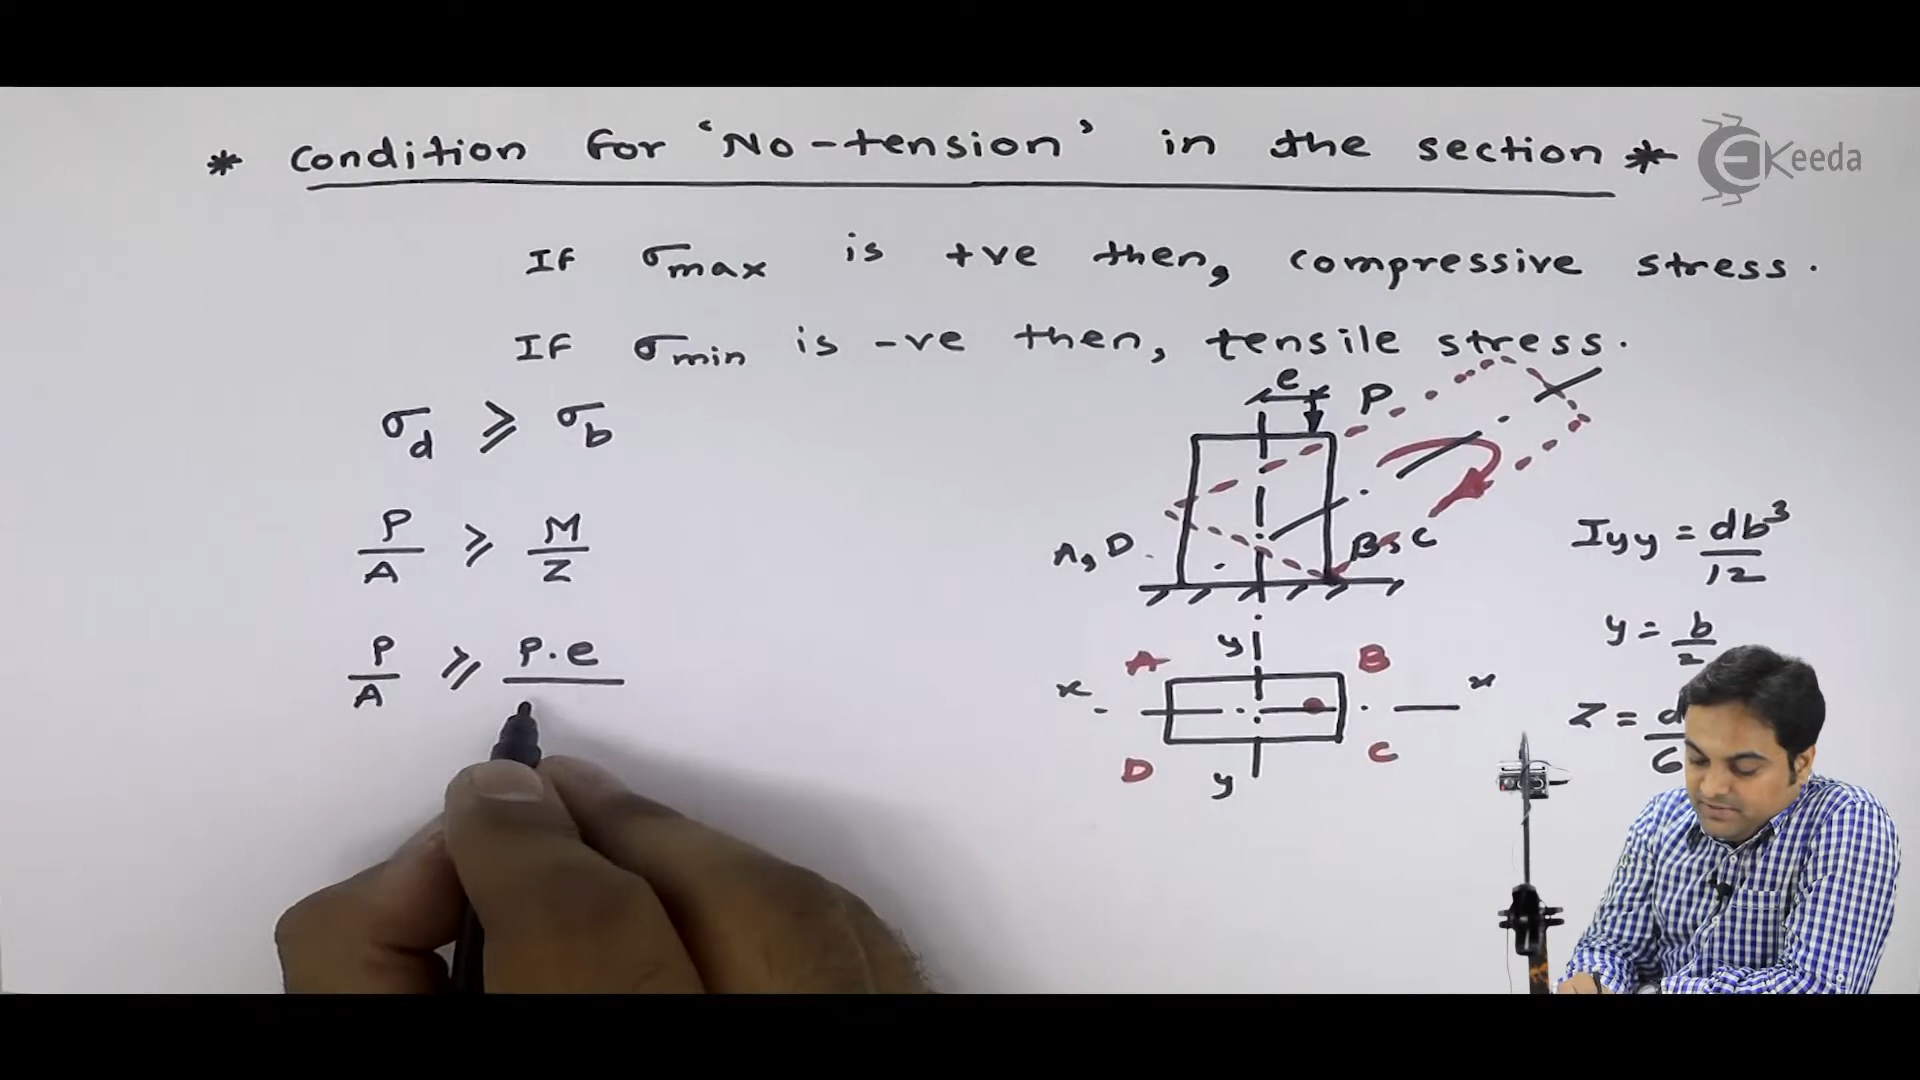 * Condition for 'No-tension' in the section *
Keeda
If σmax is +ve then, compressive stress.
If σmin is -ve then, tensile stress.
σd ⩾ σb
P/A ⩾ M/Z
P/A ⩾ P.e
e
P
A, D
B, C
y
A
B
x
x
D
C
y
Iyy = db³/12
y = b/2
Z = d
6